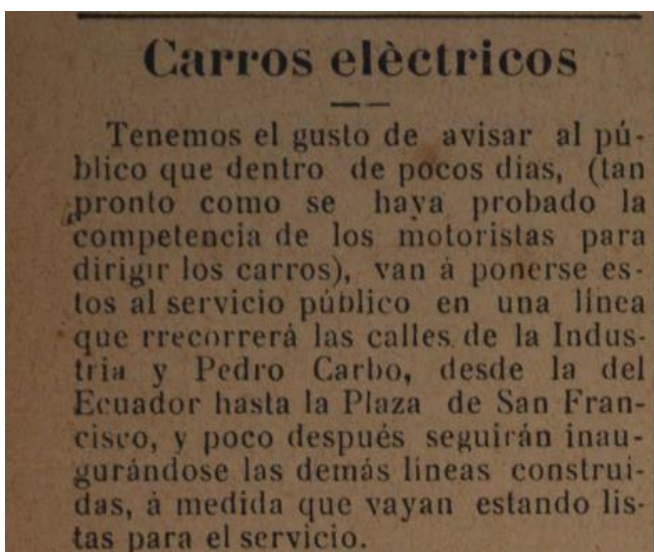 Carros elèctricos
Tenemos el gusto de avisar al pú-
blico que dentro de pocos dias, (tan
pronto como se haya probado la
competencia de los motoristas para
dirigir los carros), van á ponerse es-
tos al servicio público en una línea
que rrecorrerá las calles de la Indus-
tria y Pedro Carbo, desde la del
Ecuador hasta la Plaza de San Fran-
cisco, y poco después seguirán inau-
gurándose las demás líneas construi-
das, à medida que vayan estando lis-
tas para el servicio.